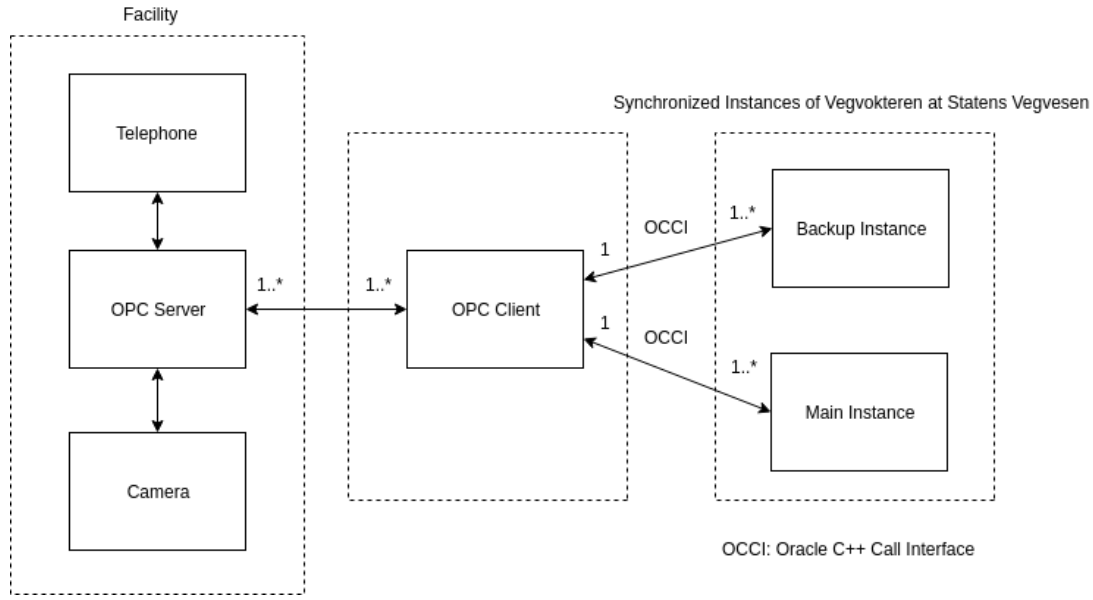 Facility
Telephone
OPC Server
Camera
1..*
1..*
OPC Client
Synchronized Instances of Vegvokteren at Statens Vegvesen
1
OCCI
1..*
Backup Instance
1
OCCI
1..*
Main Instance
OCCI: Oracle C++ Call Interface